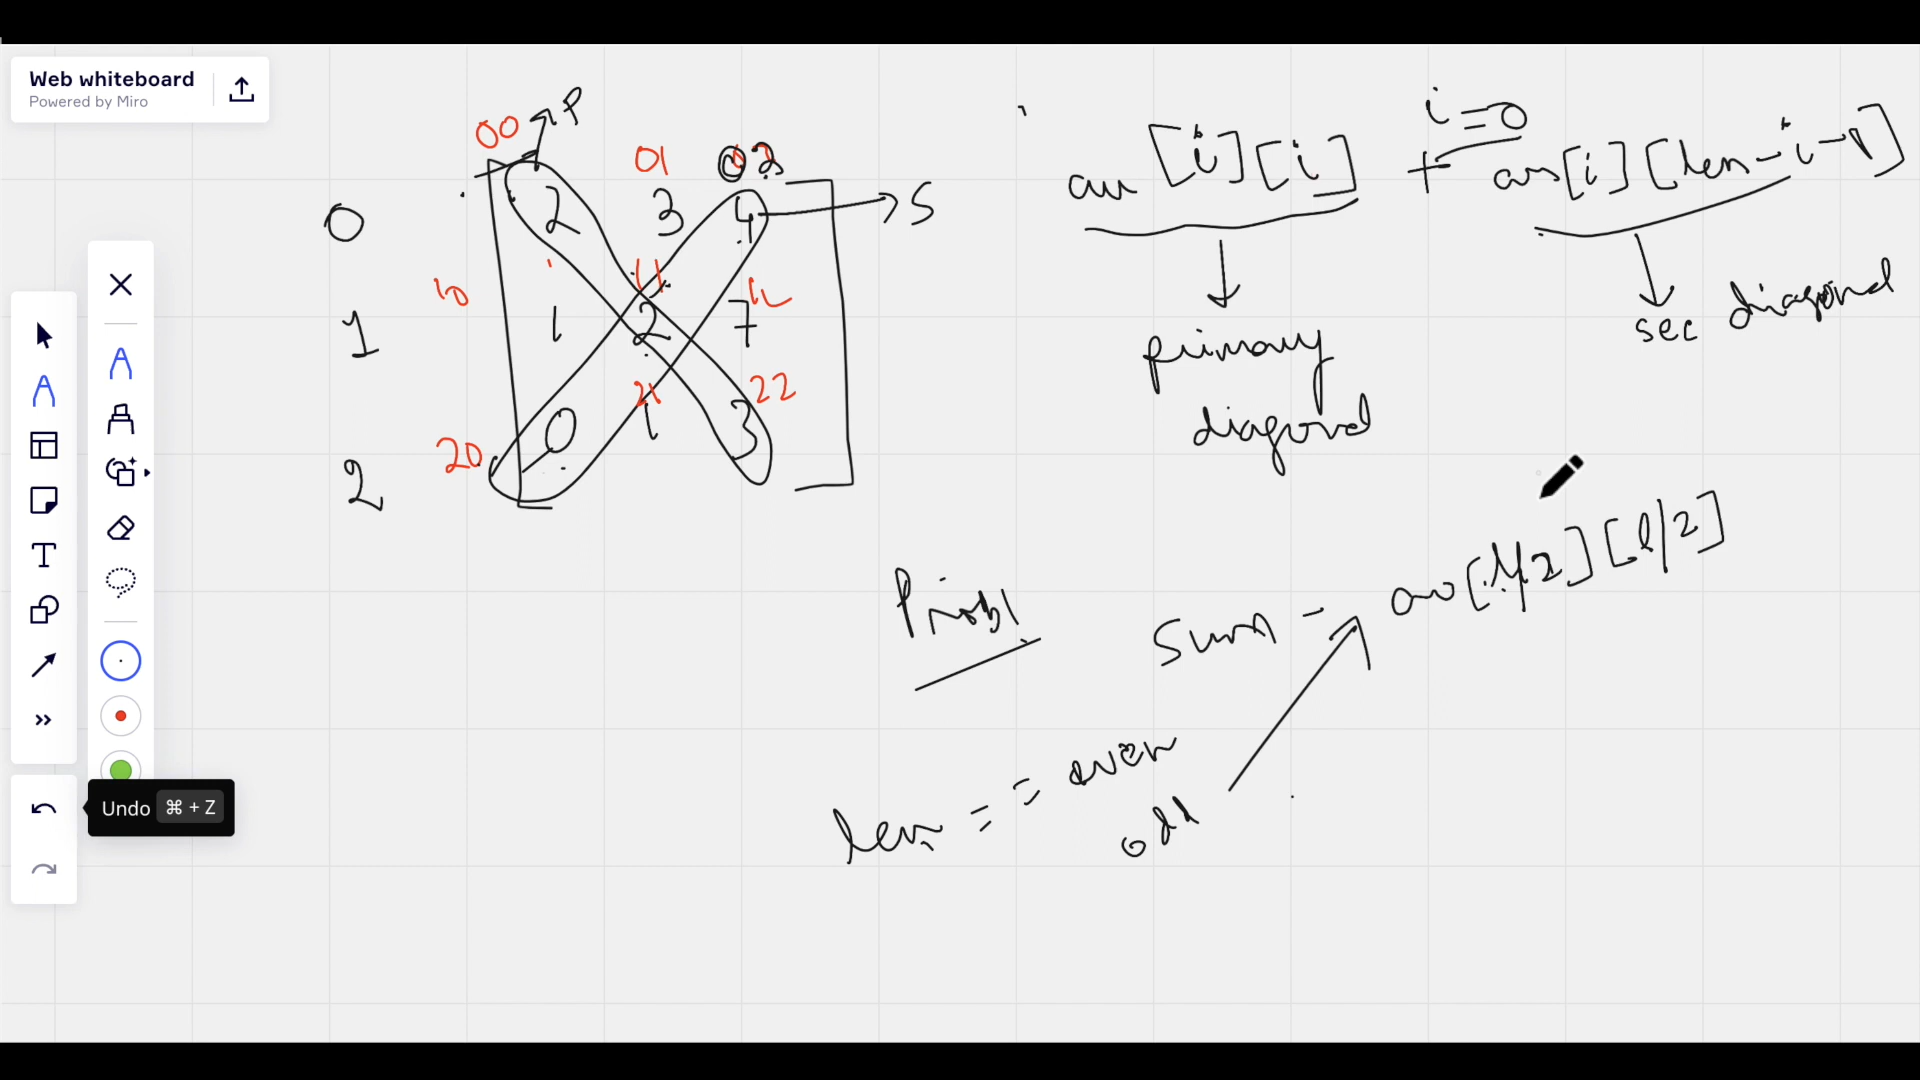 Web whiteboard
Powered by Miro
P
00 01 02
0 2 3 4 S
10 11 12
1 1 2 7
21 22
20
2 0 1 3
i=0
arr[i][i] + arr[i][len-i-1]
primary
diagonal
sec diagonal
Prob1
sum - arr[l/2][l/2]
len == even
odd
T
Undo ⌘ + Z